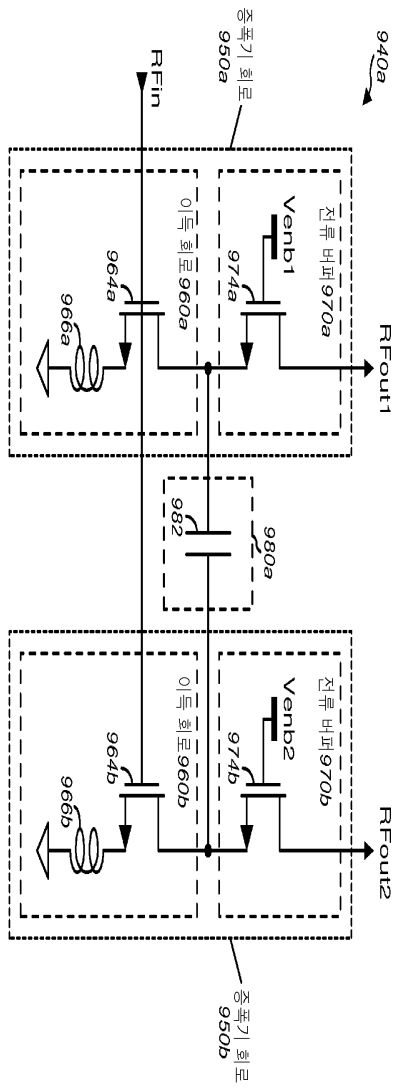 940a
증폭기 회로
950a
RFin
전류 버퍼 970a
Venb1
974a
RFout1
이득 회로 960a
964a
966a
980a
982
전류 버퍼 970b
Venb2
974b
RFout2
이득 회로 960b
964b
966b
증폭기 회로
950b